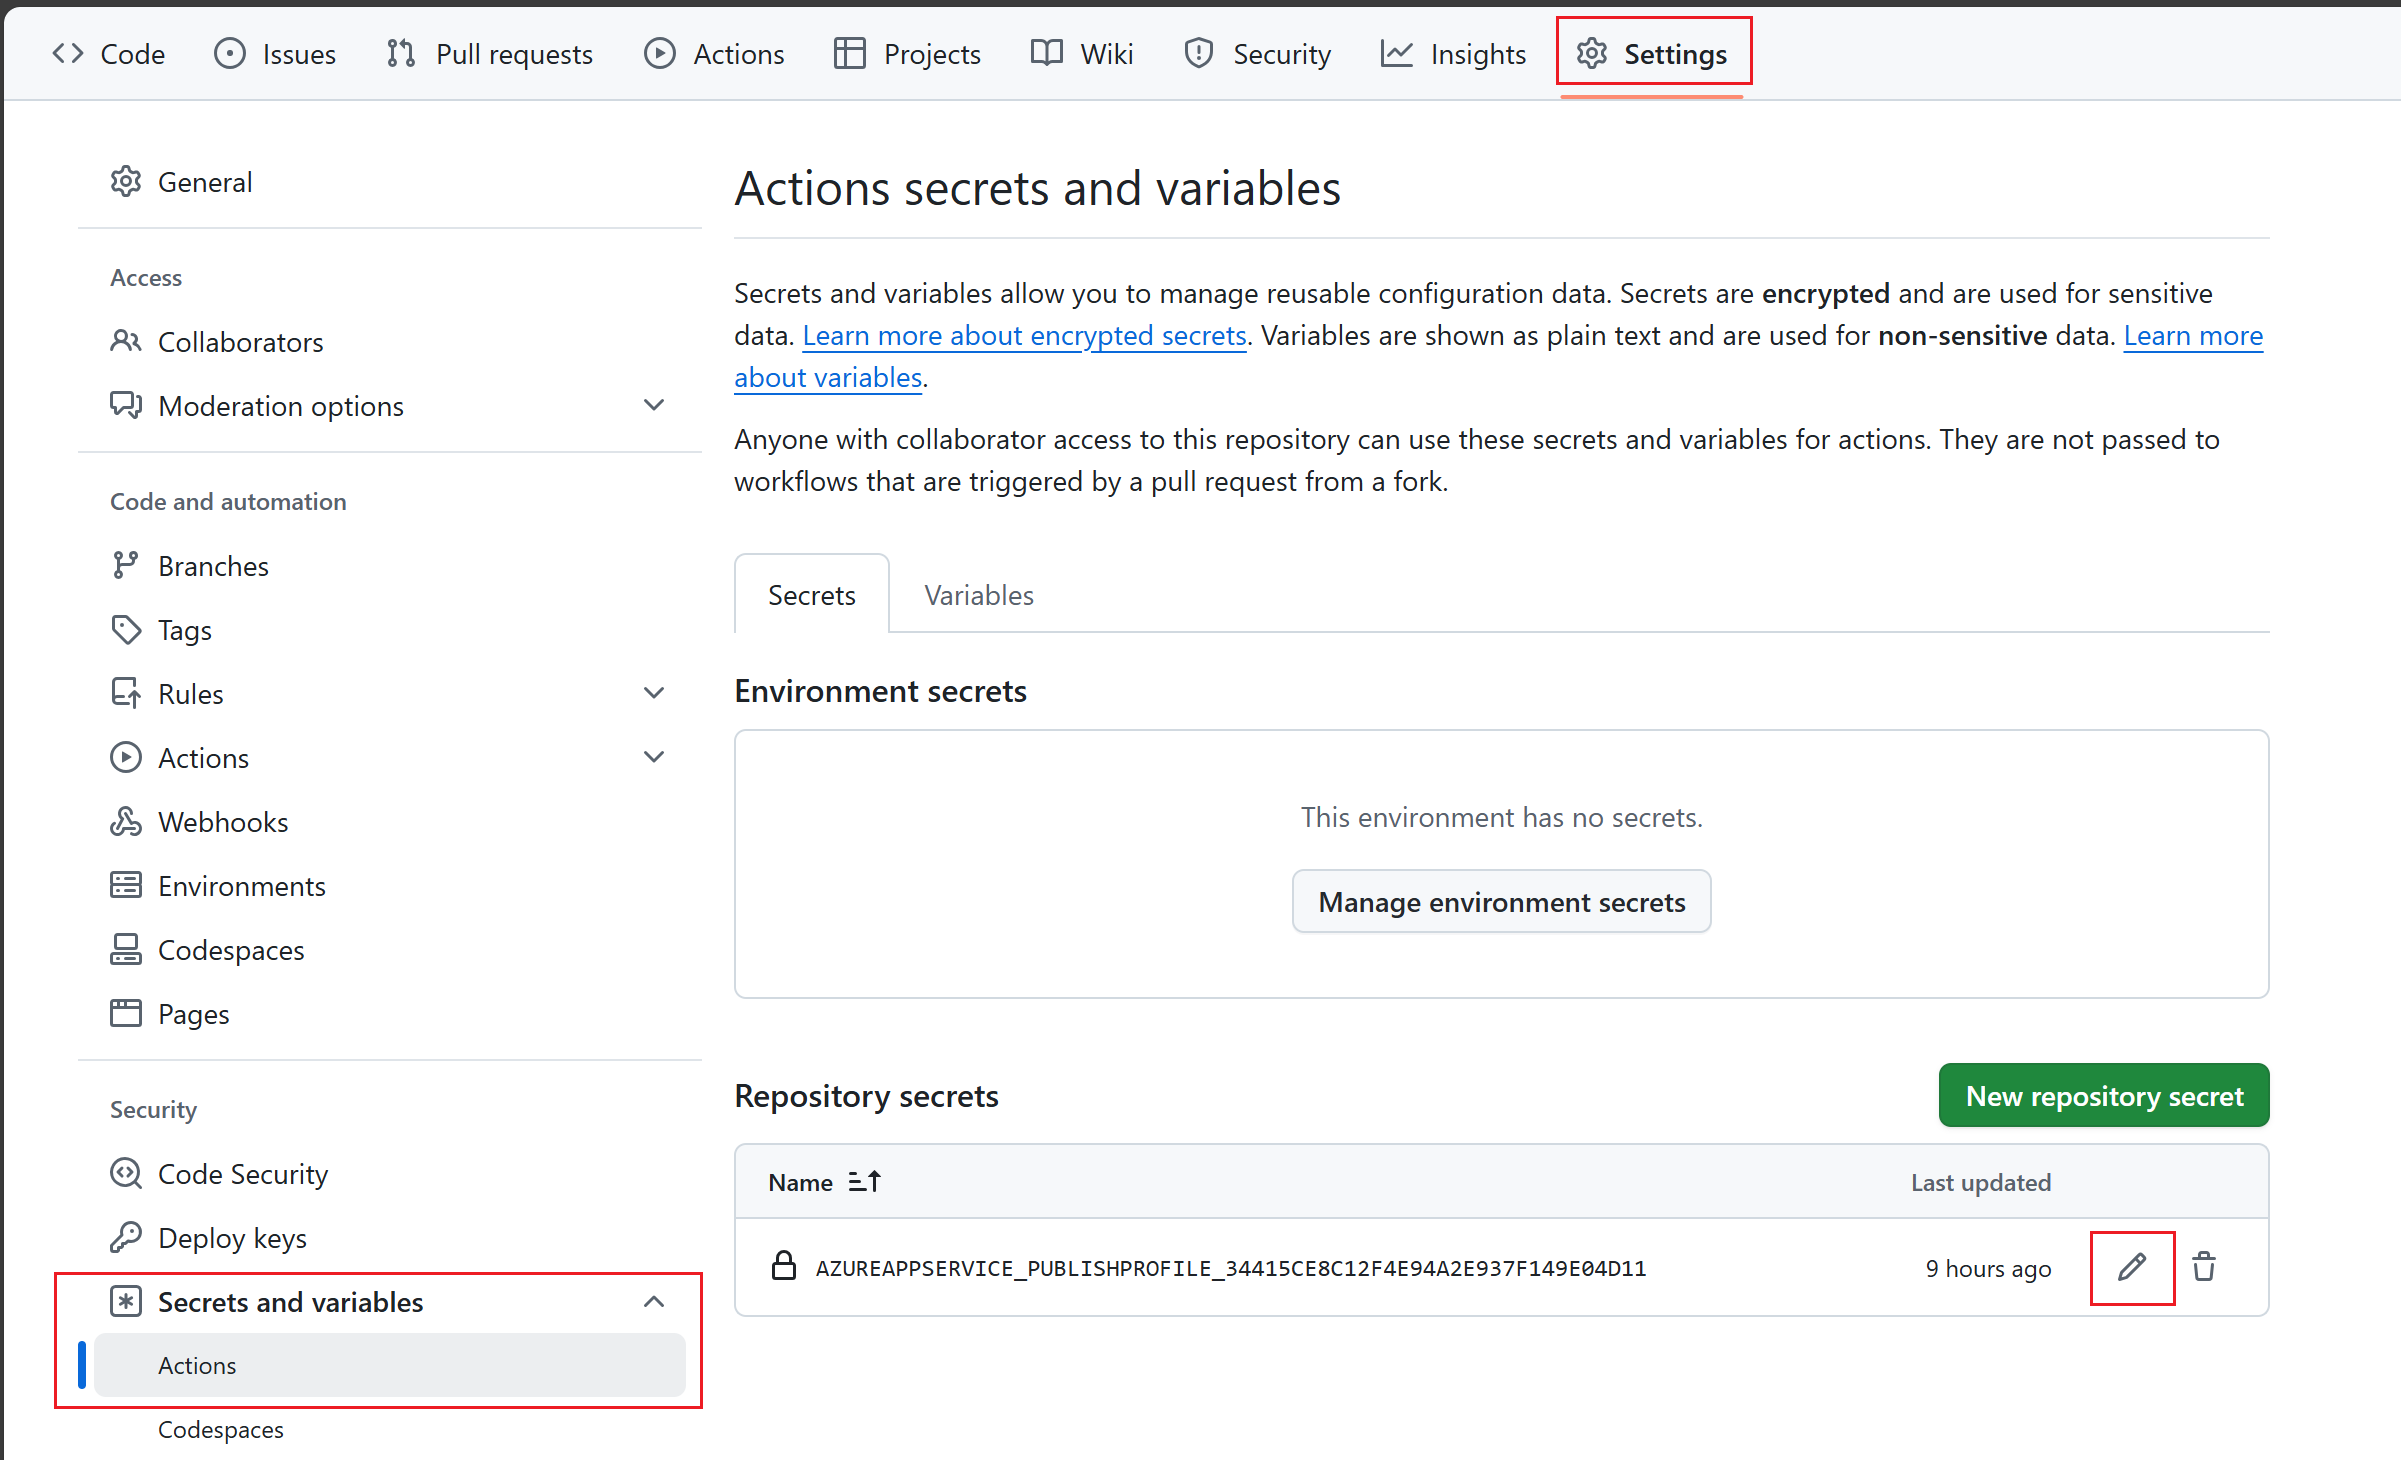 Code Issues Pull requests Actions Projects Wiki Security Insights Settings
General
Access
Collaborators
Moderation options
Code and automation
Branches
Tags
Rules
Actions
Webhooks
Environments
Codespaces
Pages
Security
Code Security
Deploy keys
Secrets and variables
Actions
Codespaces
Actions secrets and variables
Secrets and variables allow you to manage reusable configuration data. Secrets are encrypted and are used for sensitive
data. Learn more about encrypted secrets. Variables are shown as plain text and are used for non-sensitive data. Learn more
about variables.
Anyone with collaborator access to this repository can use these secrets and variables for actions. They are not passed to
workflows that are triggered by a pull request from a fork.
Secrets Variables
Environment secrets
This environment has no secrets.
Manage environment secrets
Repository secrets
New repository secret
Name Last updated
AZUREAPPSERVICE_PUBLISHPROFILE_34415CE8C12F4E94A2E937F149E04D11 9 hours ago